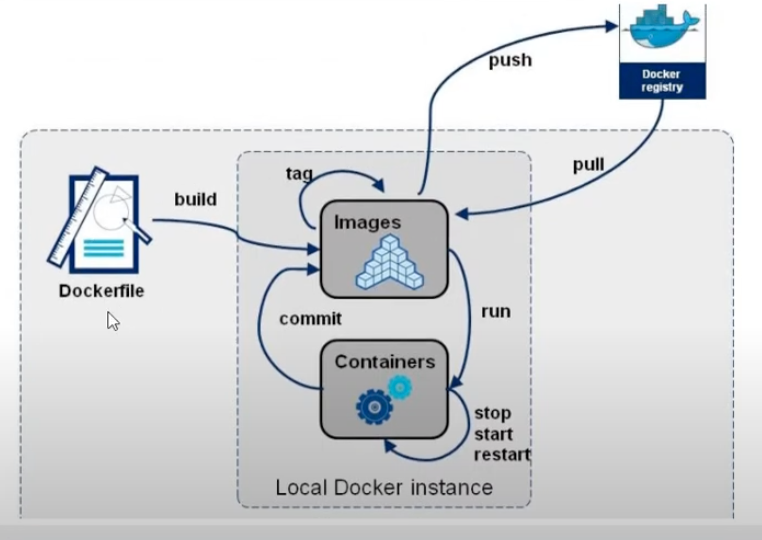 push
Docker
registry
pull
tag
build
Images
Dockerfile
commit
run
Containers
stop
start
restart
Local Docker instance